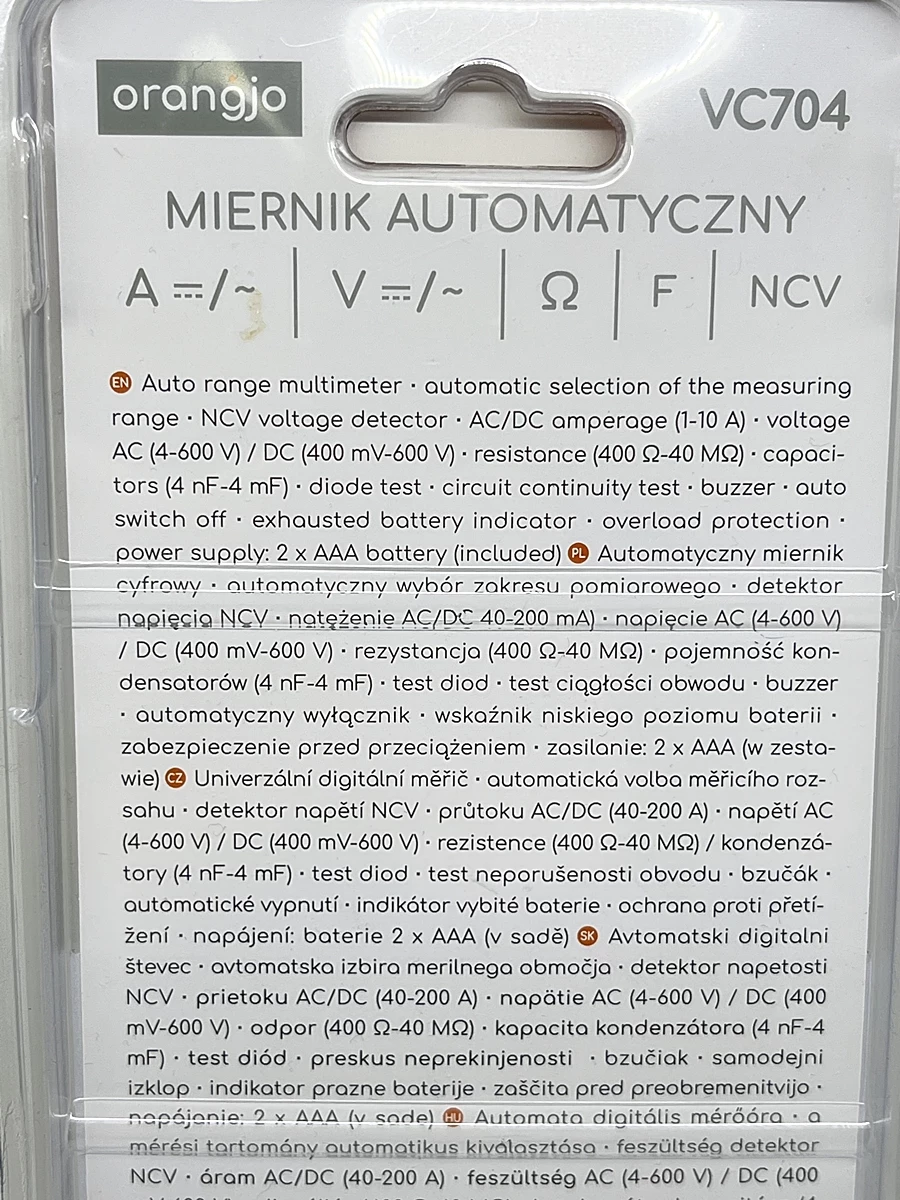 orangjo
VC704
MIERNIK AUTOMATYCZNY
A ⎓/~ | V ⎓/~ | Ω | F | NCV
EN Auto range multimeter · automatic selection of the measuring
range · NCV voltage detector · AC/DC amperage (1-10 A) · voltage
AC (4-600 V) / DC (400 mV-600 V) · resistance (400 Ω-40 MΩ) · capaci-
tors (4 nF-4 mF) · diode test · circuit continuity test · buzzer · auto
switch off · exhausted battery indicator · overload protection ·
power supply: 2 x AAA battery (included) PL Automatyczny miernik
cyfrowy · automatyczny wybór zakresu pomiarowego · detektor
napięcia NCV · natężenie AC/DC 40-200 mA) · napięcie AC (4-600 V)
/ DC (400 mV-600 V) · rezystancja (400 Ω-40 MΩ) · pojemność kon-
densatorów (4 nF-4 mF) · test diod · test ciągłości obwodu · buzzer
· automatyczny wyłącznik · wskaźnik niskiego poziomu baterii ·
zabezpieczenie przed przeciążeniem · zasilanie: 2 x AAA (w zesta-
wie) CZ Univerzální digitální měřič · automatická volba měřicího roz-
sahu · detektor napětí NCV · průtoku AC/DC (40-200 A) · napětí AC
(4-600 V) / DC (400 mV-600 V) · rezistence (400 Ω-40 MΩ) / kondenzá-
tory (4 nF-4 mF) · test diod · test neporušenosti obvodu · bzučák ·
automatické vypnutí · indikátor vybité baterie · ochrana proti přetí-
žení · napájení: baterie 2 x AAA (v sadě) SK Avtomatski digitalni
števec · avtomatska izbira merilnega območja · detektor napetosti
NCV · prietoku AC/DC (40-200 A) · napätie AC (4-600 V) / DC (400
mV-600 V) · odpor (400 Ω-40 MΩ) · kapacita kondenzátora (4 nF-4
mF) · test diód · preskus neprekinjenosti · bzučiak · samodejni
izklop · indikator prazne baterije · zaščita pred preobremenitvijo ·
napájanie: 2 x AAA (v sade) HU Automata digitális mérőóra · a
mérési tartomány automatikus kiválasztása · feszültség detektor
NCV · áram AC/DC (40-200 A) · feszültség AC (4-600 V) / DC (400